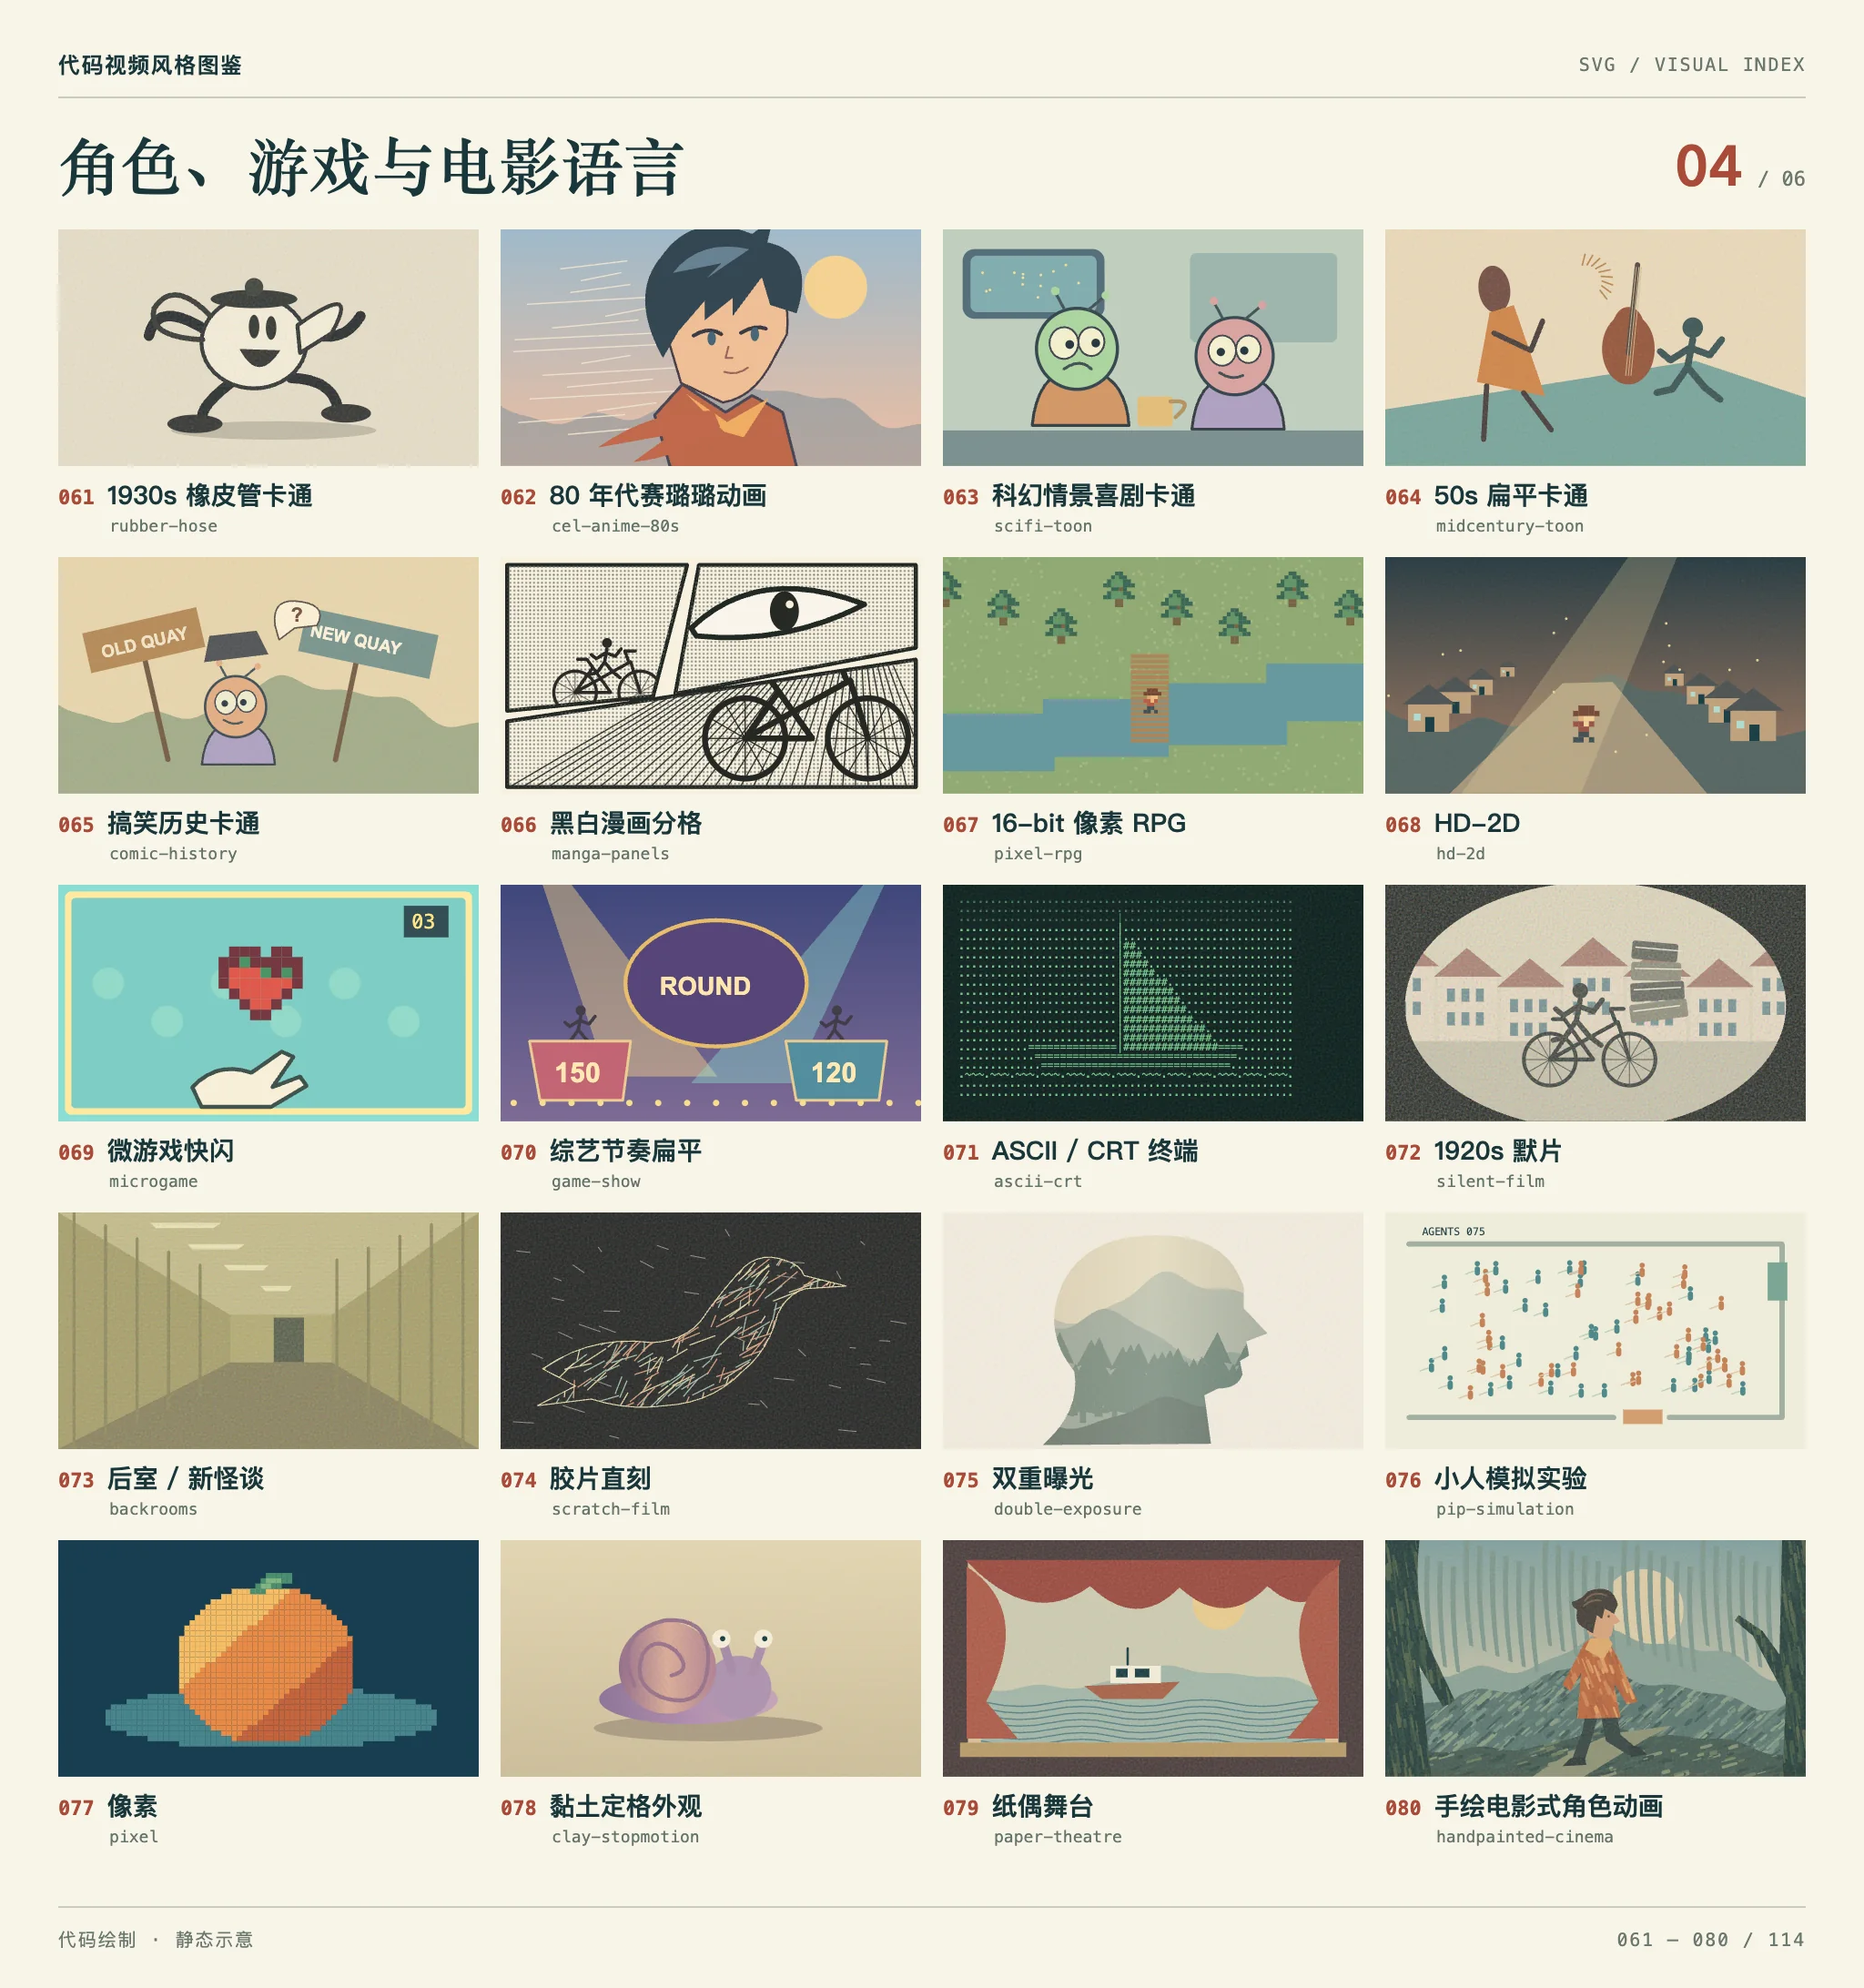 代码视频风格图鉴
SVG / VISUAL INDEX
角色、游戏与电影语言
04 / 06
061 1930s 橡皮管卡通
rubber-hose
062 80 年代赛璐璐动画
cel-anime-80s
063 科幻情景喜剧卡通
scifi-toon
064 50s 扁平卡通
midcentury-toon
OLD QUAY
?
NEW QUAY
065 搞笑历史卡通
comic-history
066 黑白漫画分格
manga-panels
067 16-bit 像素 RPG
pixel-rpg
068 HD-2D
hd-2d
03
069 微游戏快闪
microgame
ROUND
150
120
070 综艺节奏扁平
game-show
071 ASCII / CRT 终端
ascii-crt
072 1920s 默片
silent-film
073 后室 / 新怪谈
backrooms
074 胶片直刻
scratch-film
075 双重曝光
double-exposure
AGENTS 075
076 小人模拟实验
pip-simulation
077 像素
pixel
078 黏土定格外观
clay-stopmotion
079 纸偶舞台
paper-theatre
080 手绘电影式角色动画
handpainted-cinema
代码绘制 · 静态示意
061 — 080 / 114